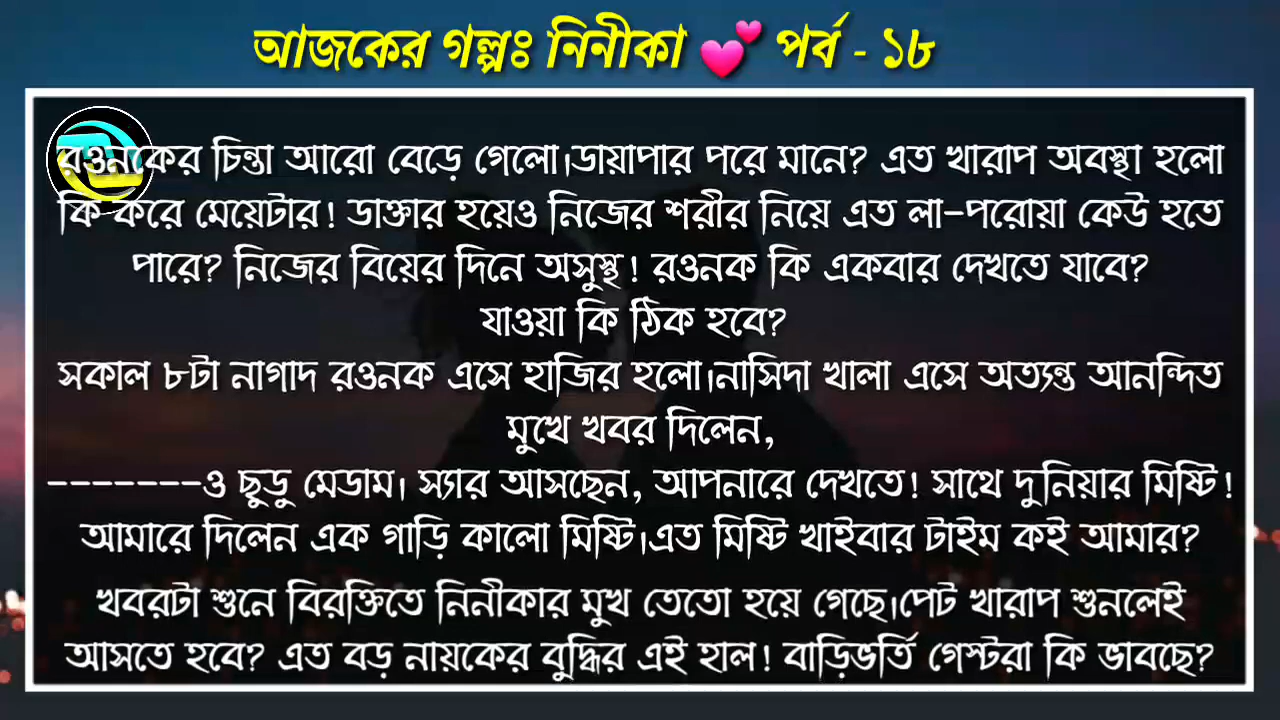 আজকের গল্পঃ নিনীকা 💕 পর্ব - ১৮
রওনকের চিন্তা আরো বেড়ে গেলো।ডায়াপার পরে মানে? এত খারাপ অবস্থা হলো
কি করে মেয়েটার! ডাক্তার হয়েও নিজের শরীর নিয়ে এত লা-পরোয়া কেউ হতে
পারে? নিজের বিয়ের দিনে অসুস্থ! রওনক কি একবার দেখতে যাবে?
যাওয়া কি ঠিক হবে?
সকাল ৮টা নাগাদ রওনক এসে হাজির হলো।নাসিদা খালা এসে অত্যন্ত আনন্দিত
মুখে খবর দিলেন,
-------ও ছুডু মেডাম। স্যার আসছেন, আপনারে দেখতে! সাথে দুনিয়ার মিষ্টি!
আমারে দিলেন এক গাড়ি কালো মিষ্টি।এত মিষ্টি খাইবার টাইম কই আমার?
খবরটা শুনে বিরক্তিতে নিনীকার মুখ তেতো হয়ে গেছে।পেট খারাপ শুনলেই
আসতে হবে? এত বড় নায়কের বুদ্ধির এই হাল! বাড়িভর্তি গেস্টরা কি ভাবছে?